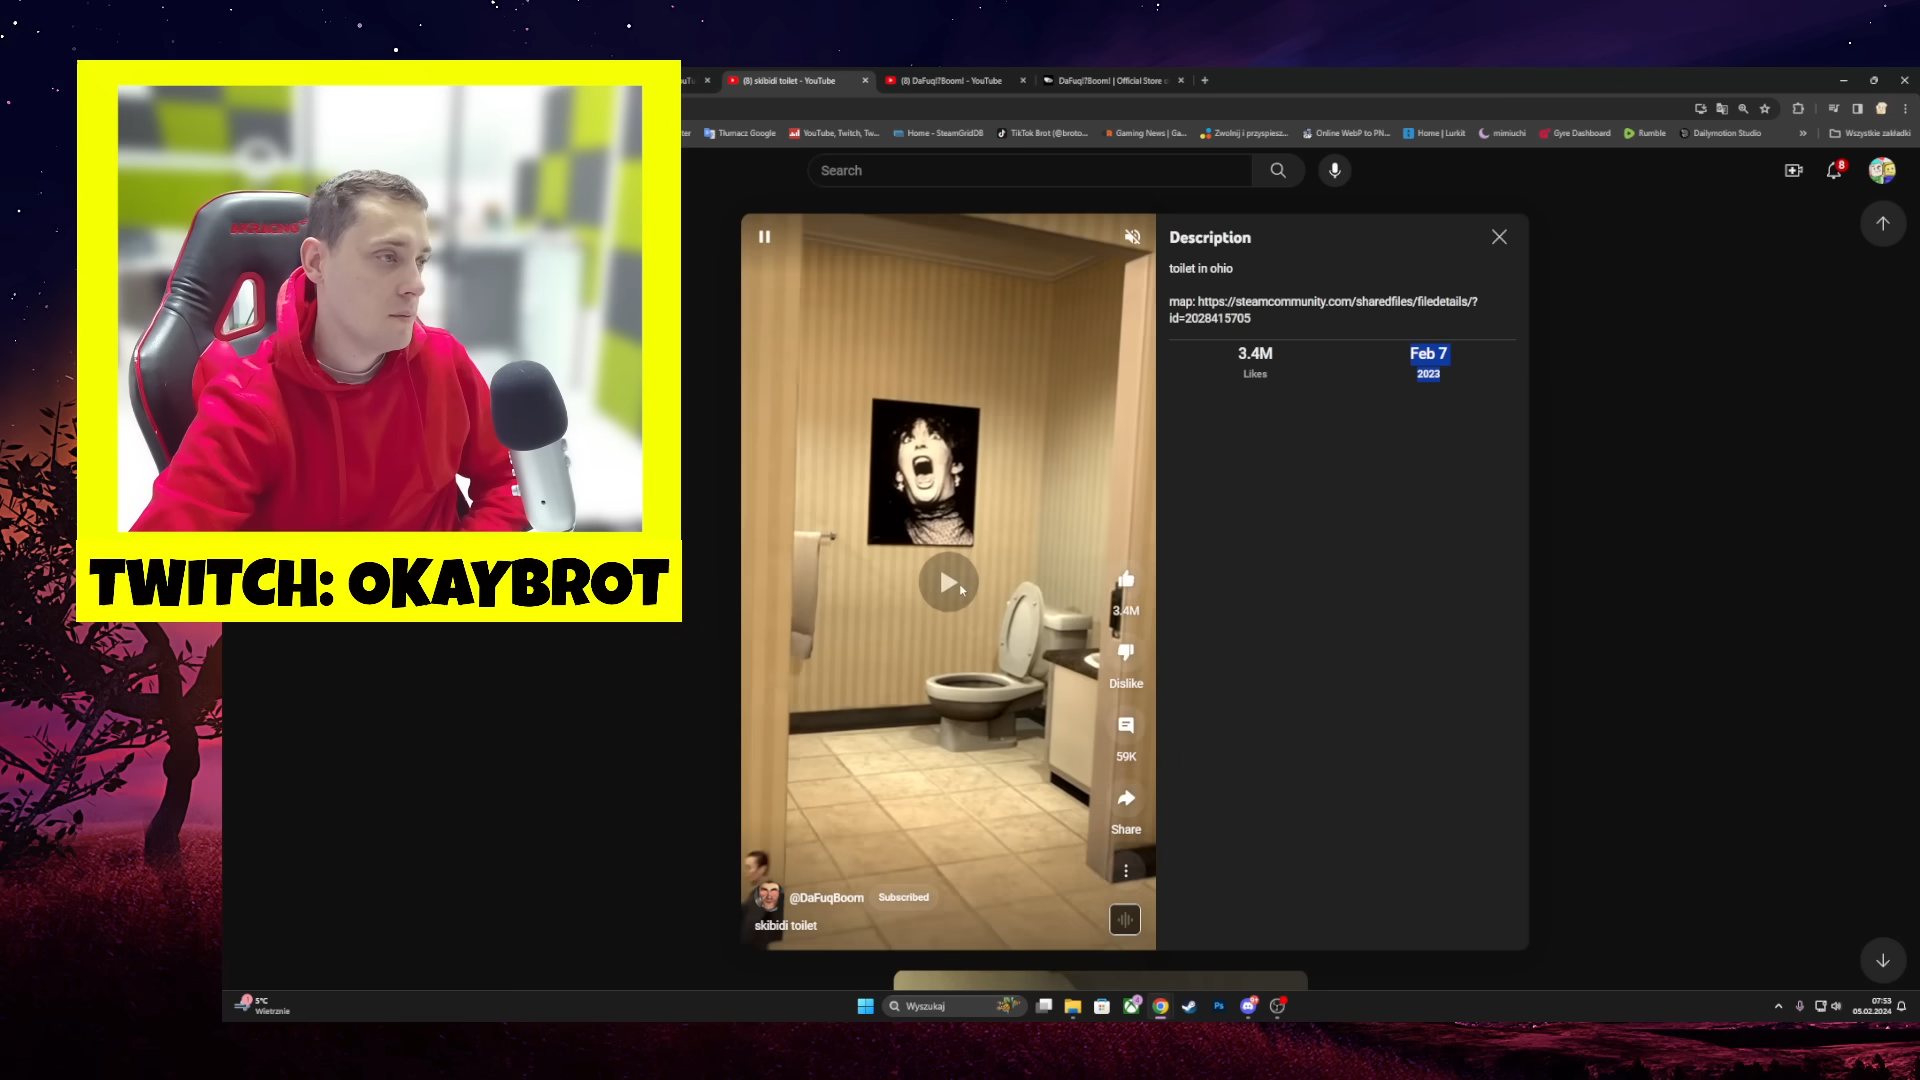 (8) skibidi toilet - YouTube
(8) DaFuq!?Boom! - YouTube
DaFuq!?Boom! | Official Store
Tłumacz Google
YouTube, Twitch, Tw...
Home - SteamGridDB
TikTok Brot (@broto...
Gaming News | Ga...
Zwolnij i przyspiesz...
Online WebP to PN...
Home | Lurkit
mimiuchi
Gyre Dashboard
Rumble
Dailymotion Studio
»
Wszystkie zakładki
Search
8
AKRACING
TWITCH: OKAYBROT
Description
toilet in ohio
map: https://steamcommunity.com/sharedfiles/filedetails/?
id=2028415705
3.4M
Likes
Feb 7
2023
3.4M
Dislike
59K
Share
@DaFuqBoom
Subscribed
skibidi toilet
5°C
Wietrznie
Wyszukaj
Ps
07:53
05.02.2024